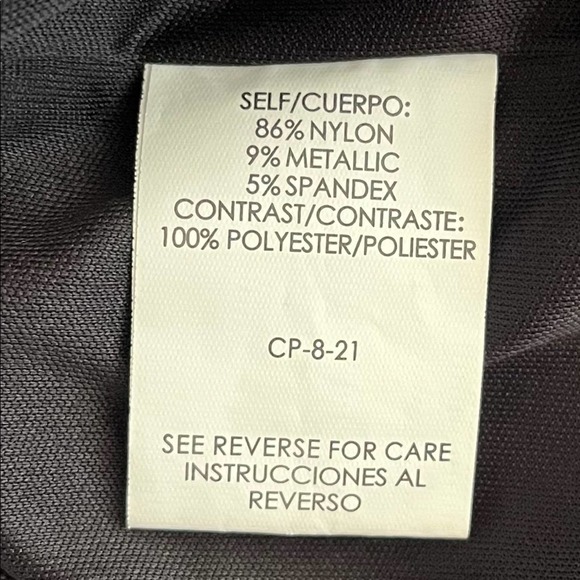 SELF/CUERPO:
86% NYLON
9% METALLIC
5% SPANDEX
CONTRAST/CONTRASTE:
100% POLYESTER/POLIESTER
CP-8-21
SEE REVERSE FOR CARE
INSTRUCCIONES AL
REVERSO